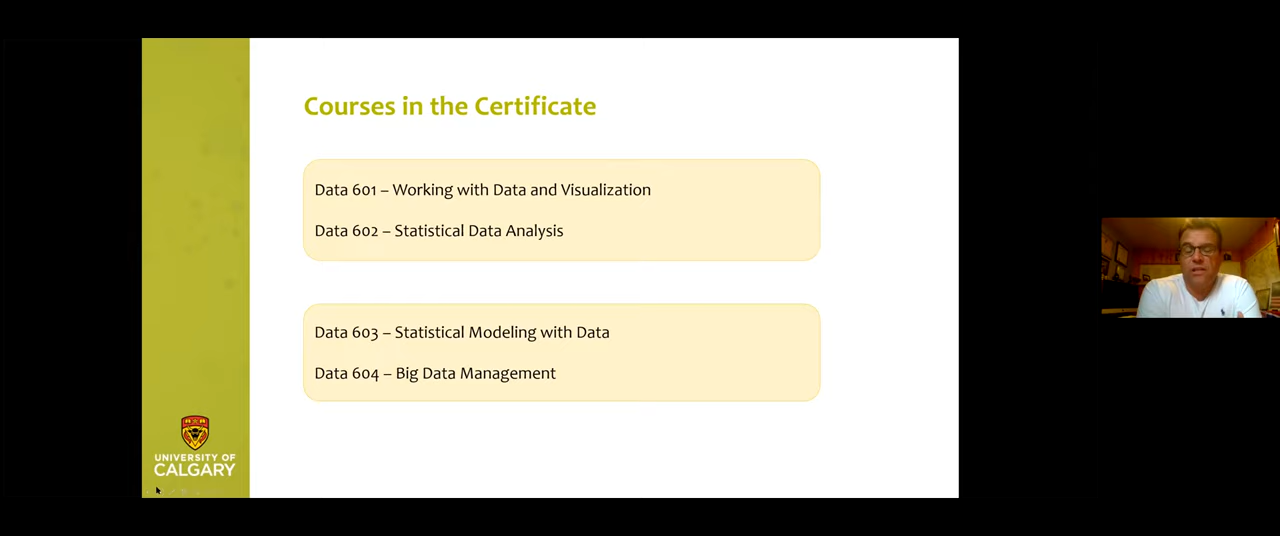 Courses in the Certificate
Data 601 – Working with Data and Visualization
Data 602 – Statistical Data Analysis
Data 603 – Statistical Modeling with Data
Data 604 – Big Data Management
UNIVERSITY OF
CALGARY